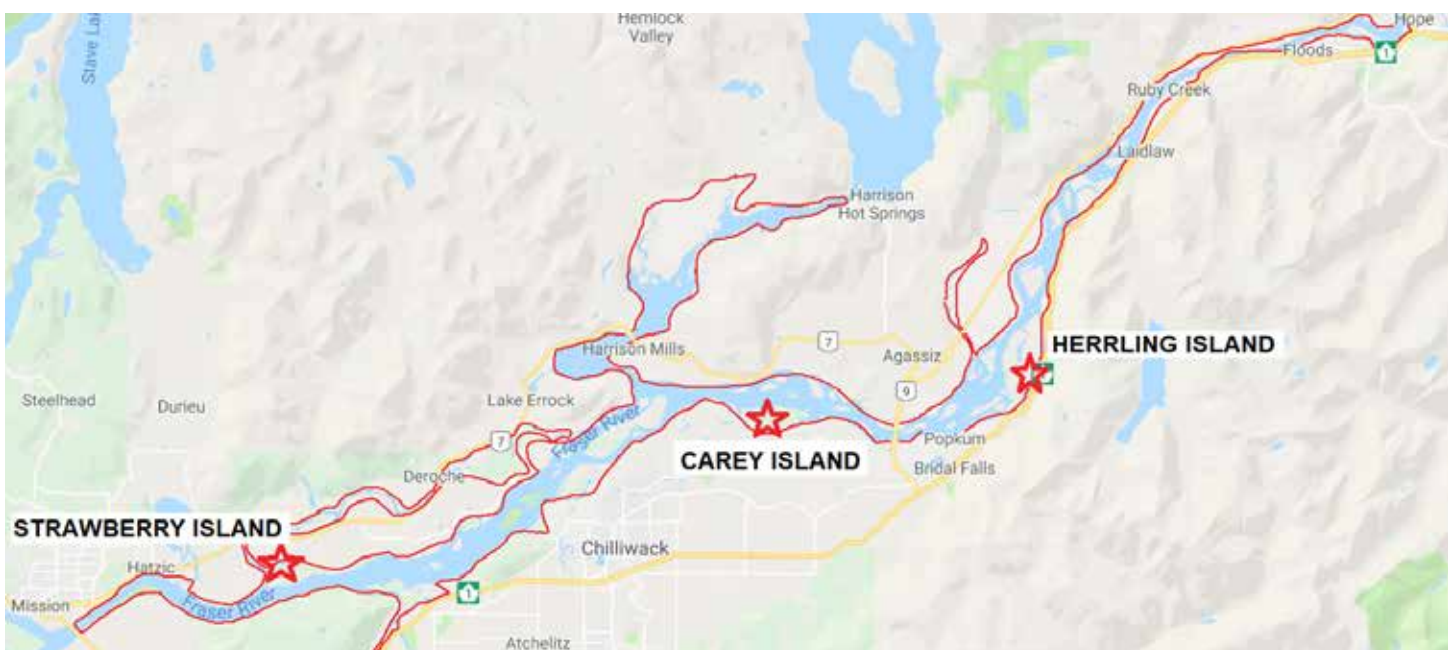 Hemlock
Valley
Hope
Stave Lake
Floods
1
Ruby Creek
Laidlaw
Harrison
Hot Springs
HERRLING ISLAND
Harrison Mills
7
Agassiz
Steelhead
Durieu
Lake Errock
9
Fraser River
7
CAREY ISLAND
Popkum
Bridal Falls
Deroche
STRAWBERRY ISLAND
Chilliwack
Hatzic
1
Mission
Fraser River
Atchelitz